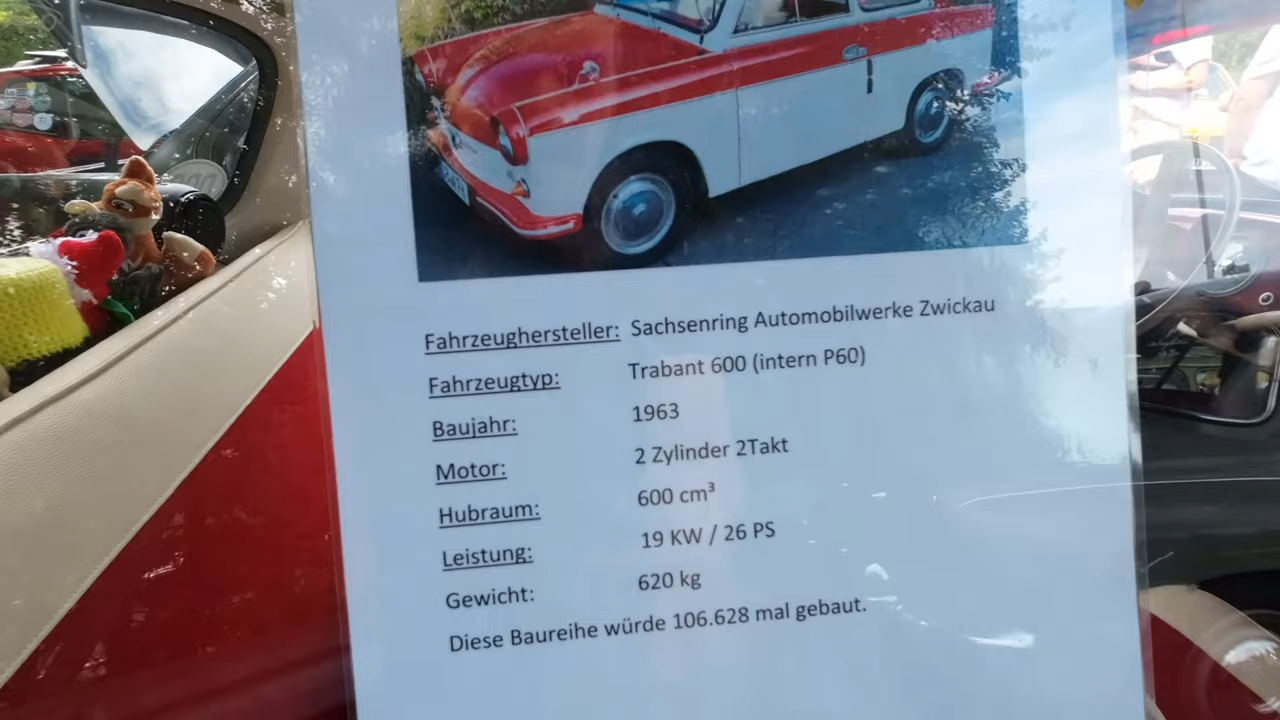 Fahrzeughersteller: Sachsenring Automobilwerke Zwickau
Fahrzeugtyp: Trabant 600 (intern P60)
Baujahr: 1963
Motor: 2 Zylinder 2Takt
Hubraum: 600 cm³
Leistung: 19 KW / 26 PS
Gewicht: 620 kg
Diese Baureihe würde 106.628 mal gebaut.